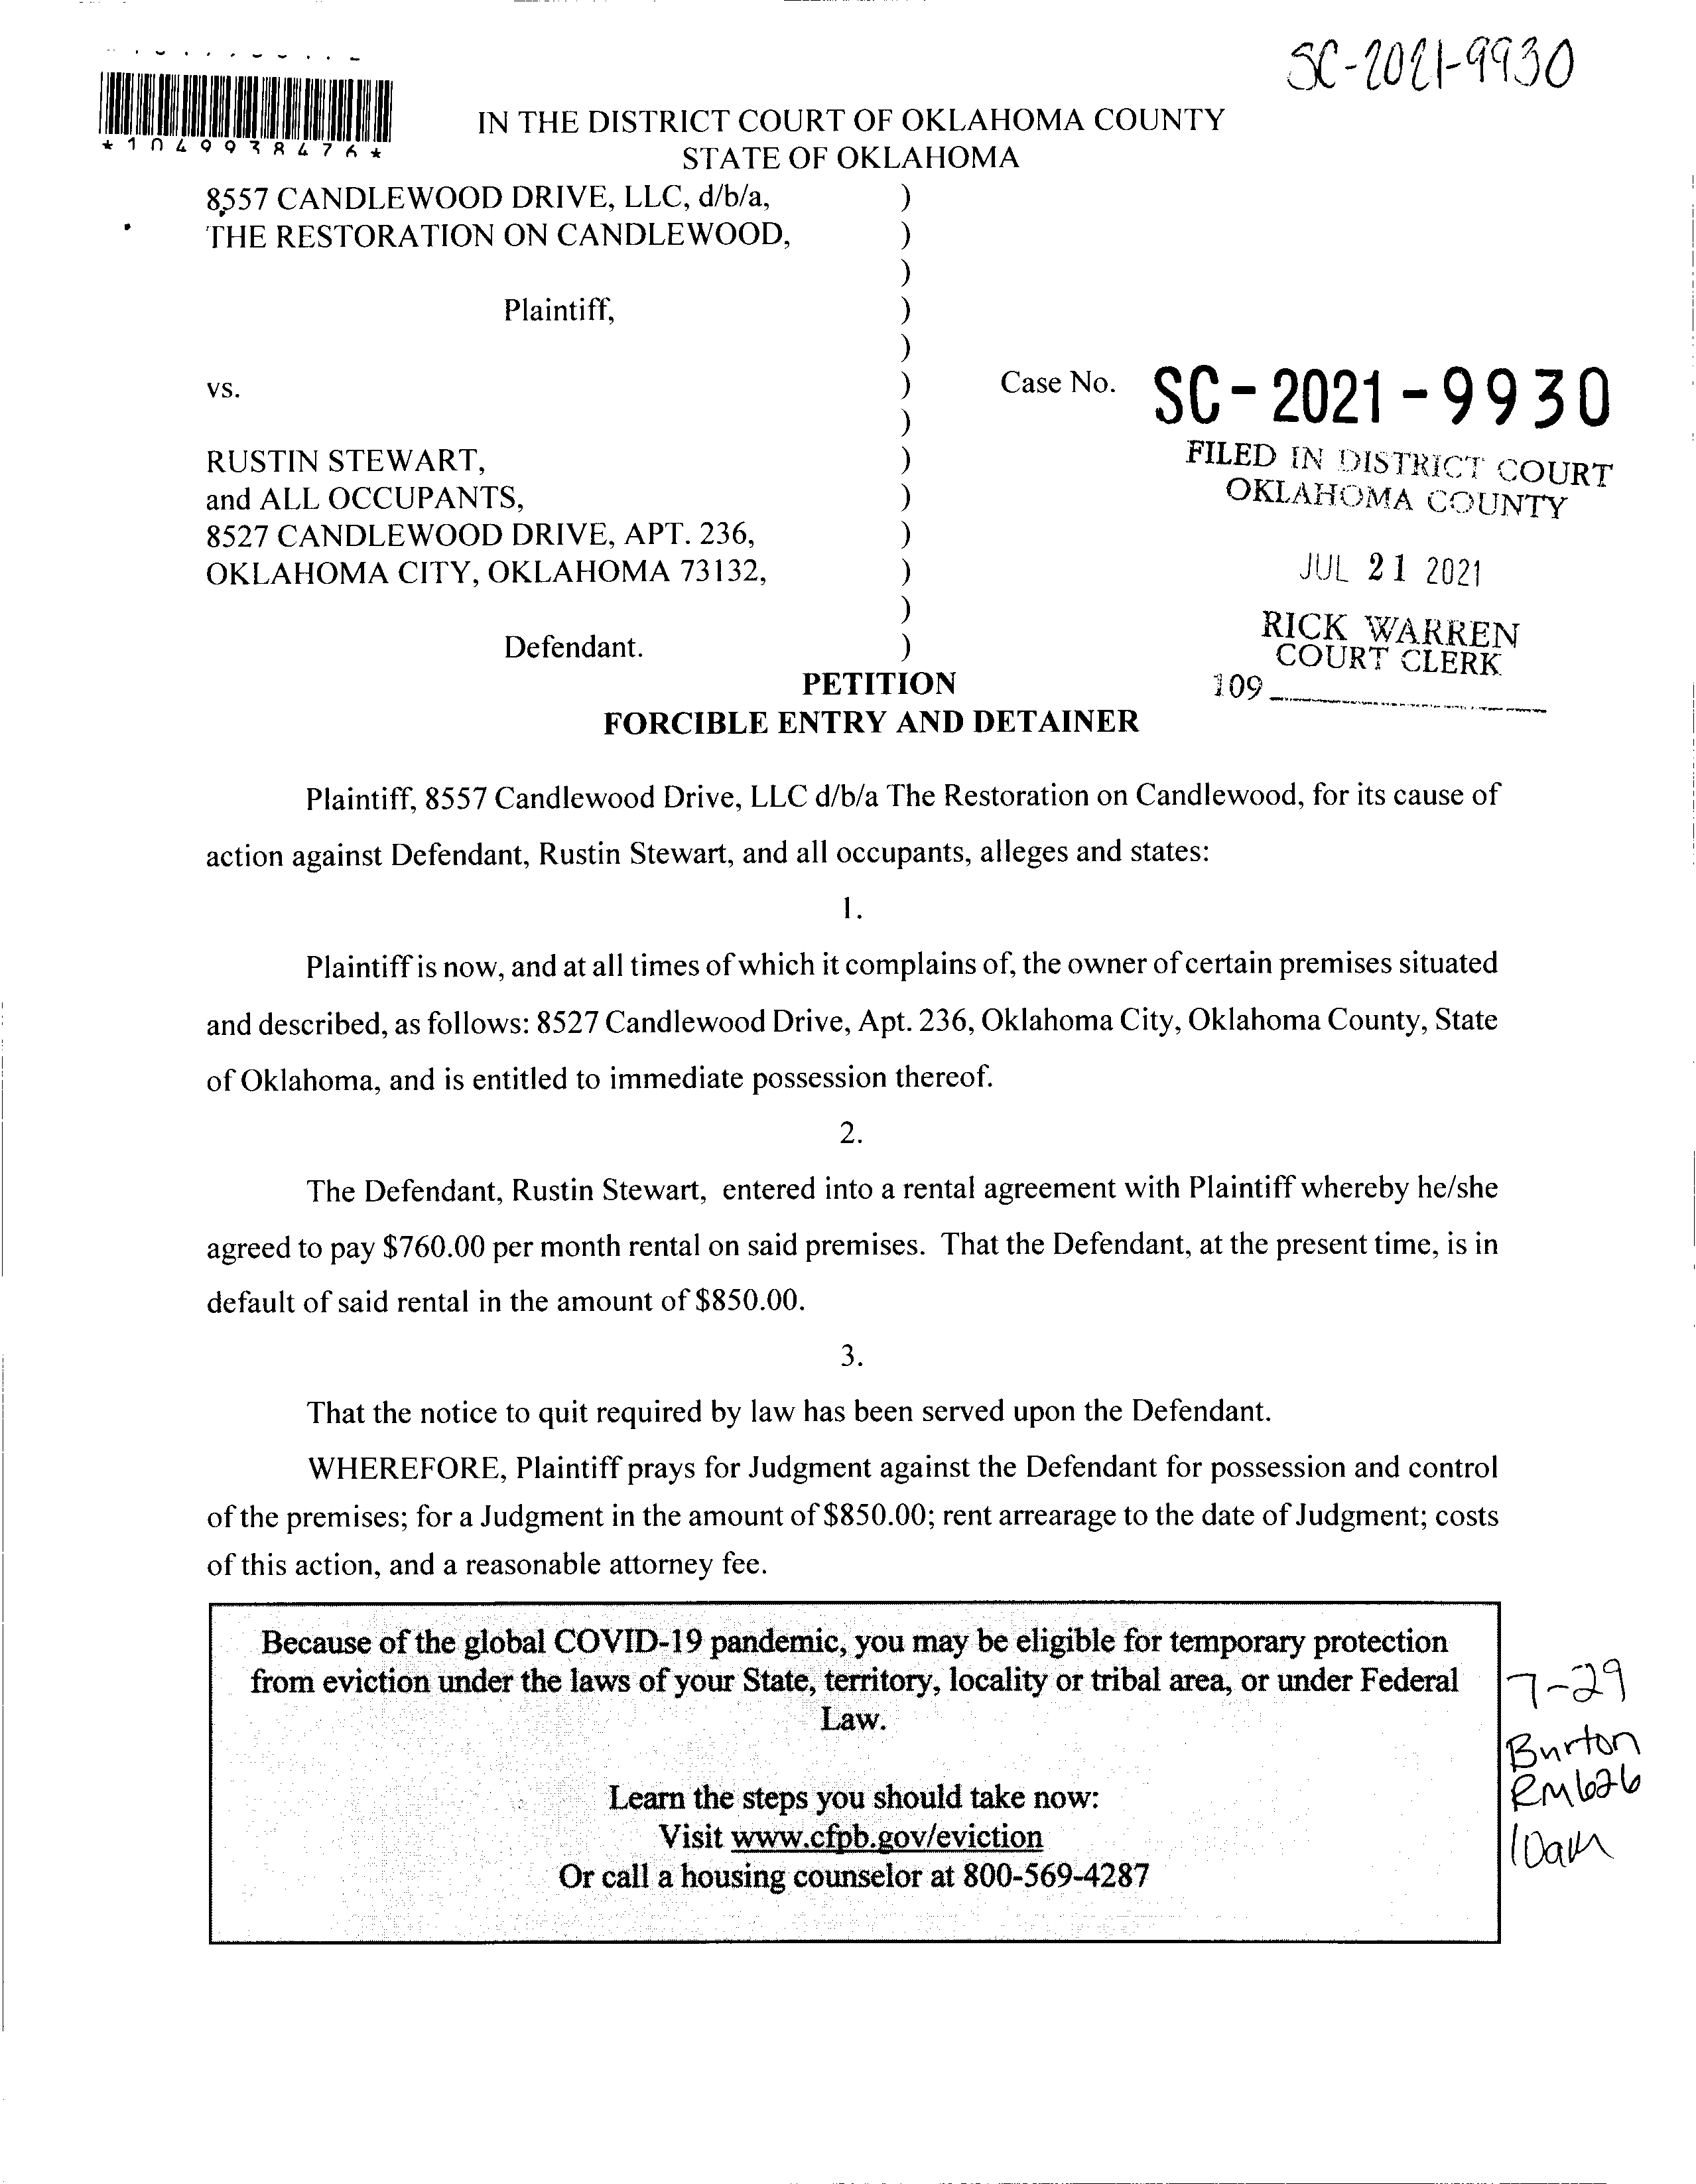 SC-2021-9930
*1049938476*
IN THE DISTRICT COURT OF OKLAHOMA COUNTY
STATE OF OKLAHOMA
8557 CANDLEWOOD DRIVE, LLC, d/b/a, )
THE RESTORATION ON CANDLEWOOD, )
)
Plaintiff, )
)
vs. ) Case No. SC-2021-9930
)
RUSTIN STEWART, )
and ALL OCCUPANTS, )
8527 CANDLEWOOD DRIVE, APT. 236, )
OKLAHOMA CITY, OKLAHOMA 73132, )
)
Defendant. )
FILED IN DISTRICT COURT
OKLAHOMA COUNTY
JUL 21 2021
RICK WARREN
COURT CLERK
109
PETITION
FORCIBLE ENTRY AND DETAINER
Plaintiff, 8557 Candlewood Drive, LLC d/b/a The Restoration on Candlewood, for its cause of
action against Defendant, Rustin Stewart, and all occupants, alleges and states:
1.
Plaintiff is now, and at all times of which it complains of, the owner of certain premises situated
and described, as follows: 8527 Candlewood Drive, Apt. 236, Oklahoma City, Oklahoma County, State
of Oklahoma, and is entitled to immediate possession thereof.
2.
The Defendant, Rustin Stewart, entered into a rental agreement with Plaintiff whereby he/she
agreed to pay $760.00 per month rental on said premises. That the Defendant, at the present time, is in
default of said rental in the amount of $850.00.
3.
That the notice to quit required by law has been served upon the Defendant.
WHEREFORE, Plaintiff prays for Judgment against the Defendant for possession and control
of the premises; for a Judgment in the amount of $850.00; rent arrearage to the date of Judgment; costs
of this action, and a reasonable attorney fee.
Because of the global COVID-19 pandemic, you may be eligible for temporary protection
from eviction under the laws of your State, territory, locality or tribal area, or under Federal
Law.
Learn the steps you should take now:
Visit www.cfpb.gov/eviction
Or call a housing counselor at 800-569-4287
7-29
Burton
RM626
10am